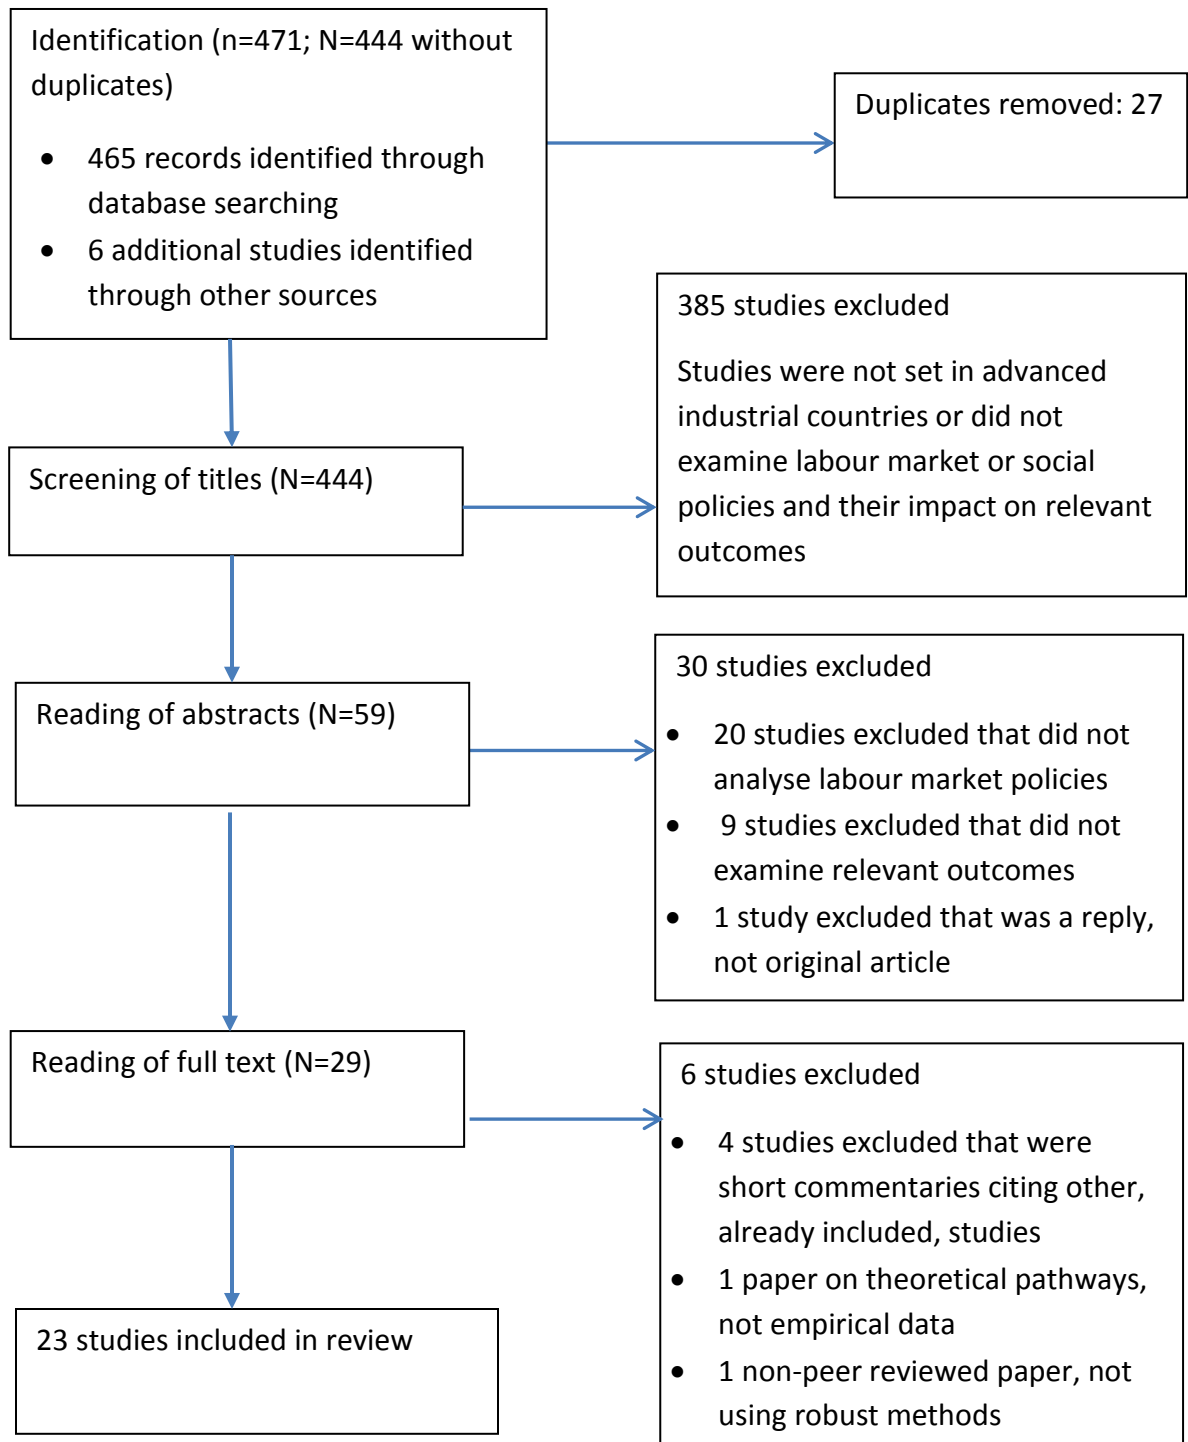 Identification (n=471; N=444 without
duplicates)
• 465 records identified through
database searching
• 6 additional studies identified
through other sources
Duplicates removed: 27
385 studies excluded
Studies were not set in advanced
industrial countries or did not
examine labour market or social
policies and their impact on relevant
outcomes
Screening of titles (N=444)
30 studies excluded
• 20 studies excluded that did not
analyse labour market policies
• 9 studies excluded that did not
examine relevant outcomes
• 1 study excluded that was a reply,
not original article
Reading of abstracts (N=59)
Reading of full text (N=29)
6 studies excluded
• 4 studies excluded that were
short commentaries citing other,
already included, studies
• 1 paper on theoretical pathways,
not empirical data
• 1 non-peer reviewed paper, not
using robust methods
23 studies included in review